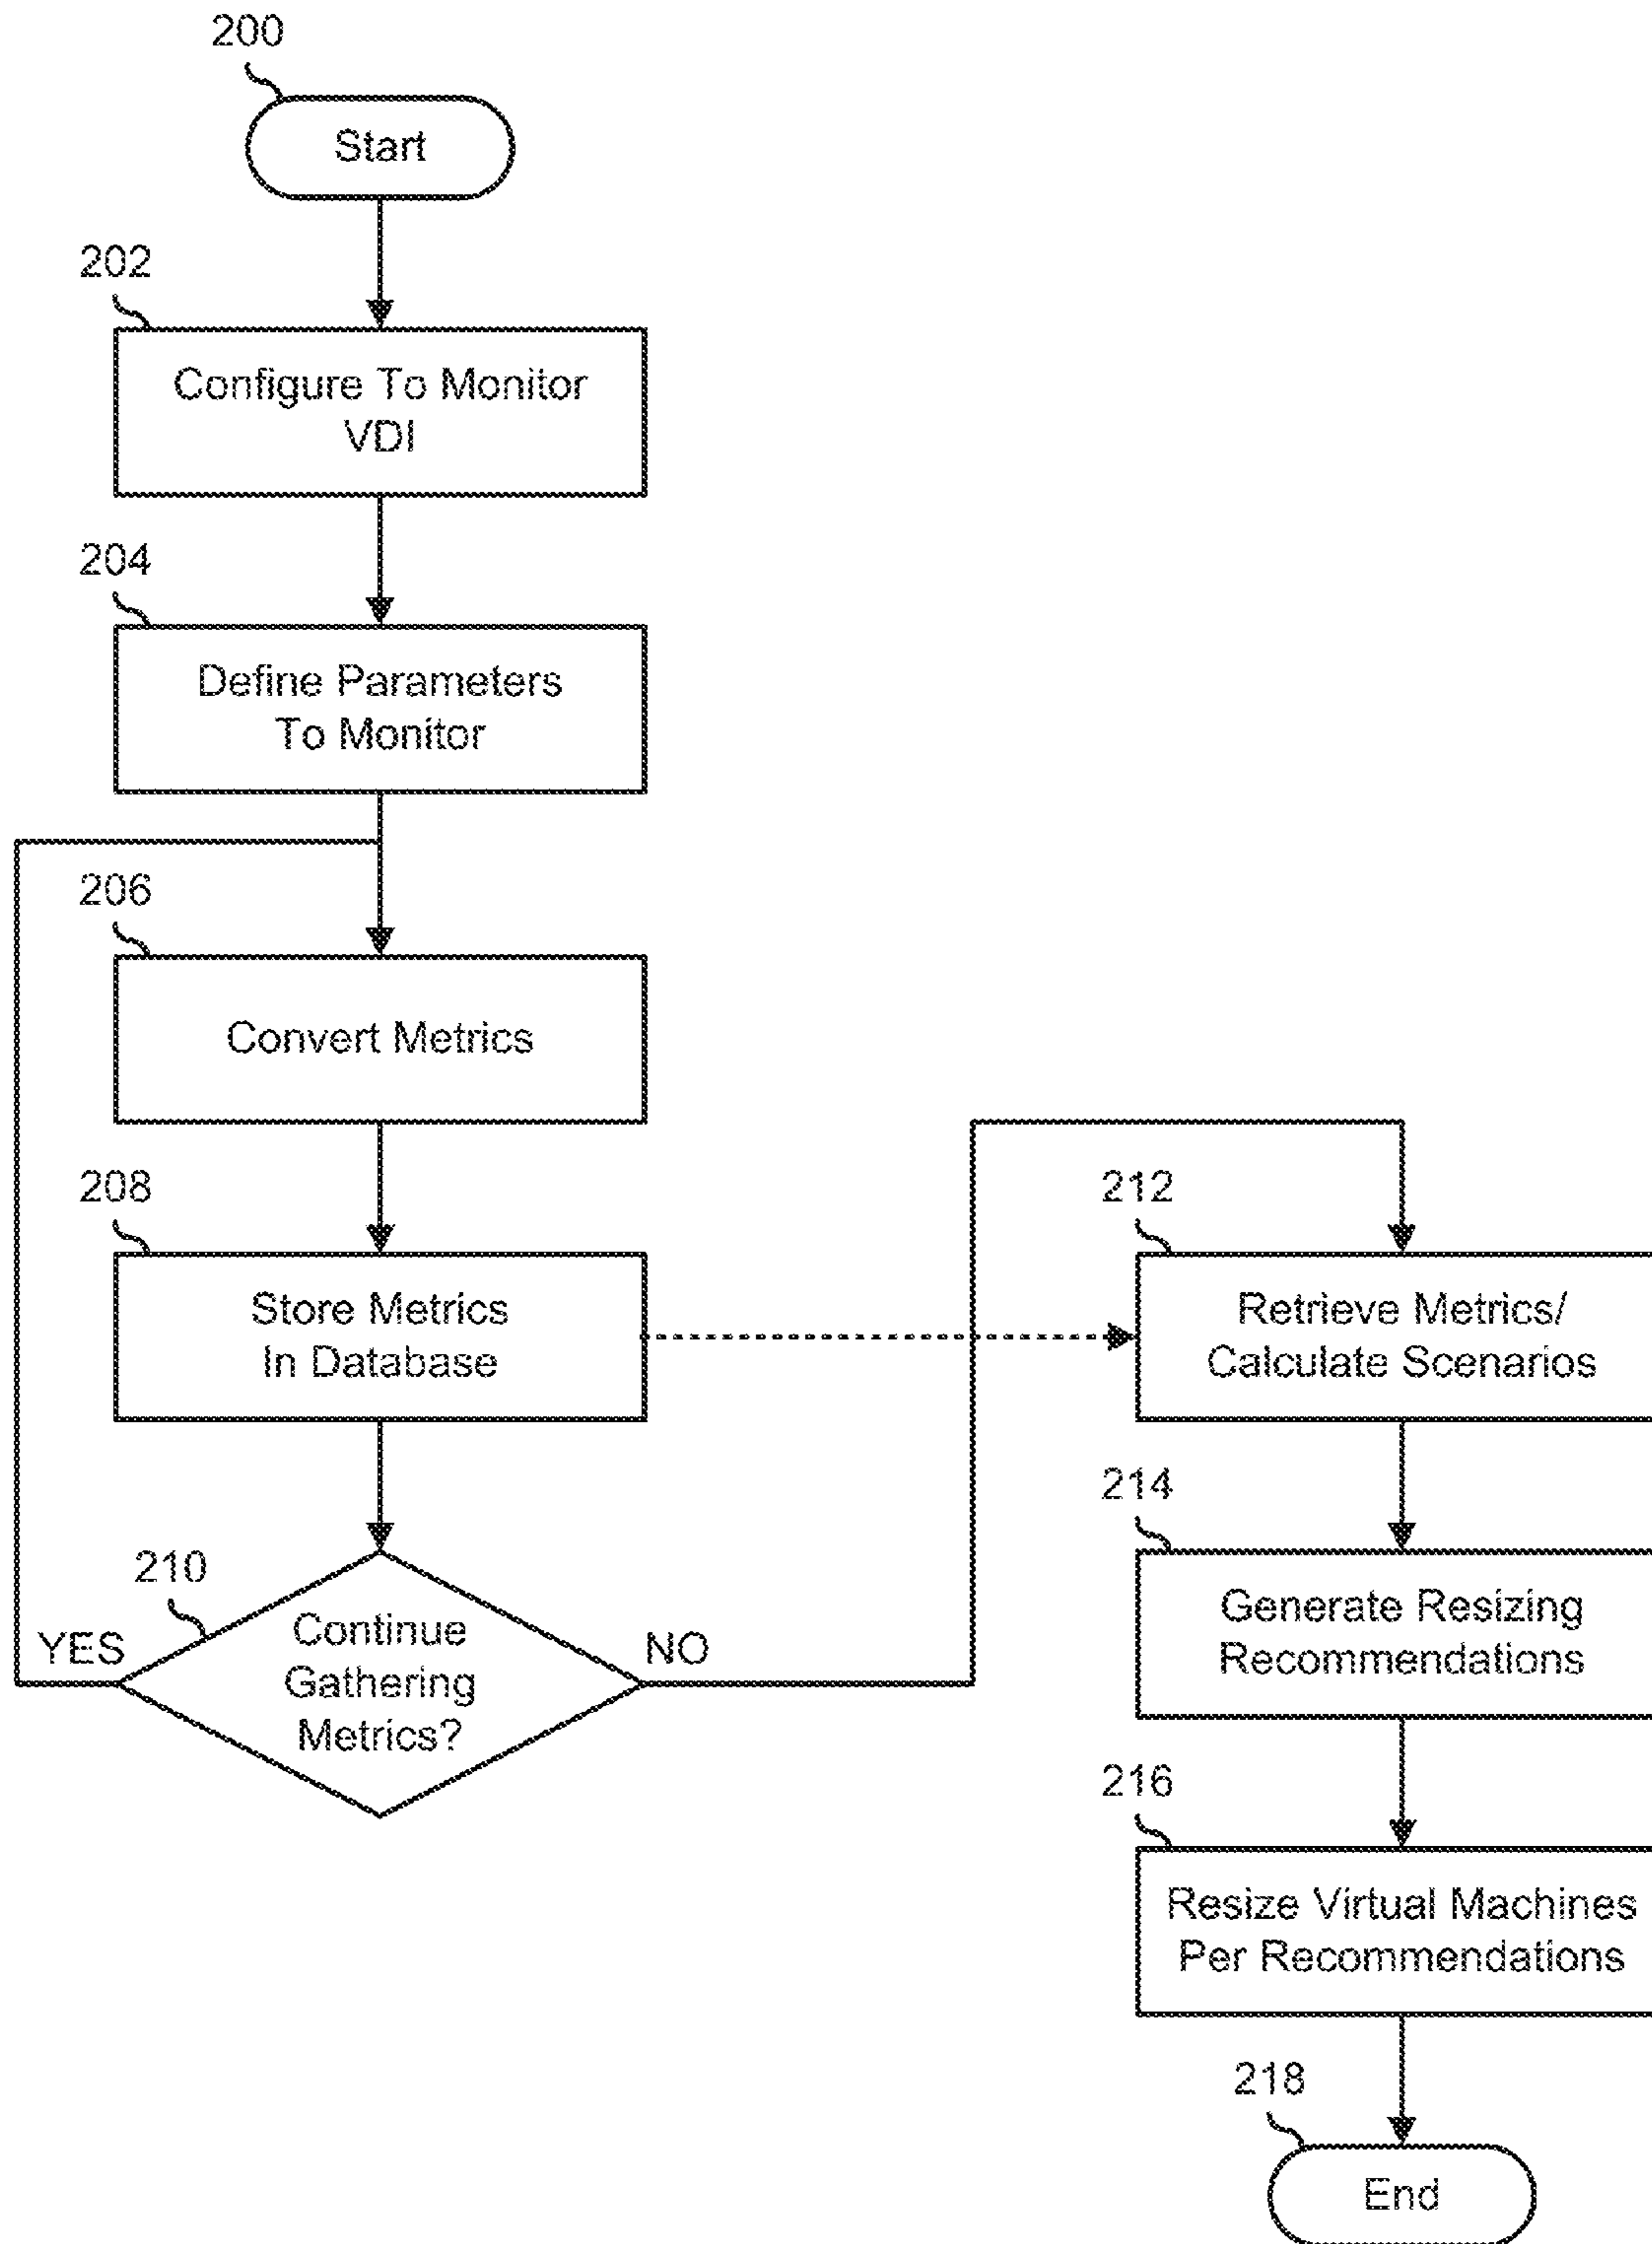 200
Start
202
Configure To Monitor
VDI
204
Define Parameters
To Monitor
206
Convert Metrics
208
Store Metrics
In Database
210
Continue
Gathering
Metrics?
YES
NO
212
Retrieve Metrics/
Calculate Scenarios
214
Generate Resizing
Recommendations
216
Resize Virtual Machines
Per Recommendations
218
End